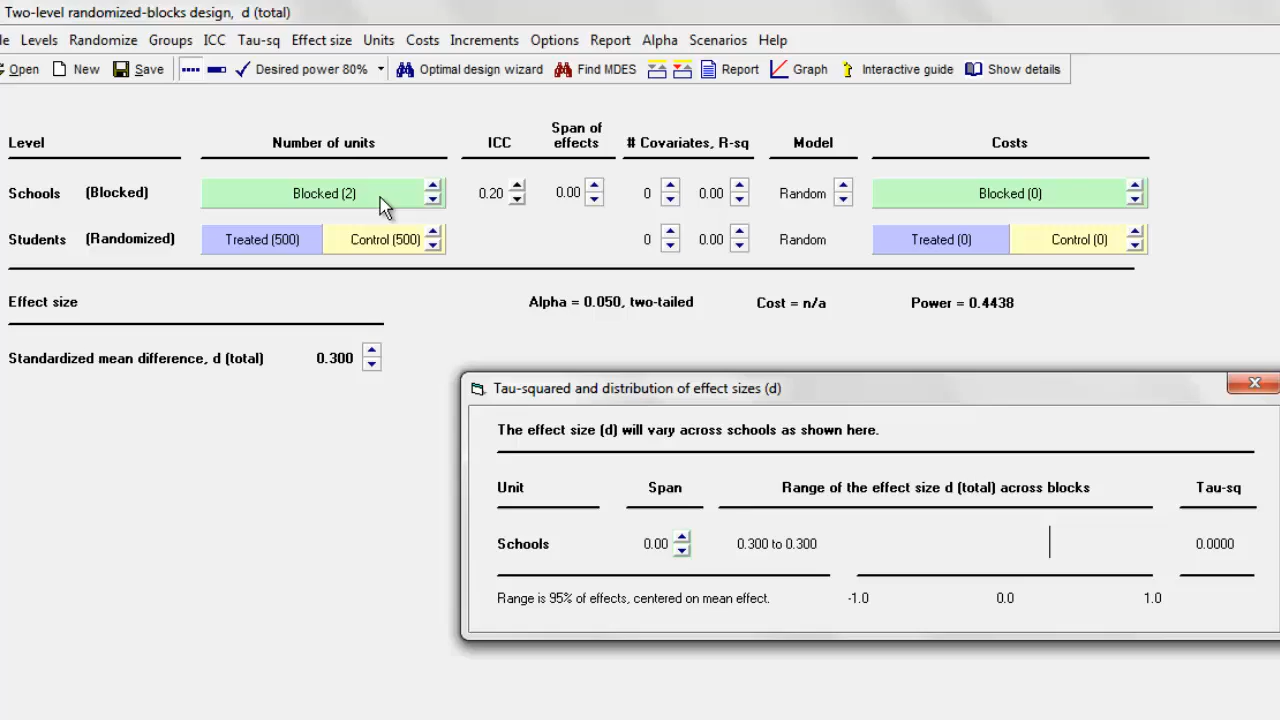 Two-level randomized-blocks design, d (total)
le Levels Randomize Groups ICC Tau-sq Effect size Units Costs Increments Options Report Alpha Scenarios Help
Open New Save Desired power 80% Optimal design wizard Find MDES Report Graph Interactive guide Show details
Level Number of units ICC Span of effects # Covariates, R-sq Model Costs
Schools (Blocked) Blocked (2) 0.20 0.00 0 0.00 Random Blocked (0)
Students (Randomized) Treated (500) Control (500) 0 0.00 Random Treated (0) Control (0)
Effect size Alpha = 0.050, two-tailed Cost = n/a Power = 0.4438
Standardized mean difference, d (total) 0.300
Tau-squared and distribution of effect sizes (d)
The effect size (d) will vary across schools as shown here.
Unit Span Range of the effect size d (total) across blocks Tau-sq
Schools 0.00 0.300 to 0.300 0.0000
Range is 95% of effects, centered on mean effect. -1.0 0.0 1.0